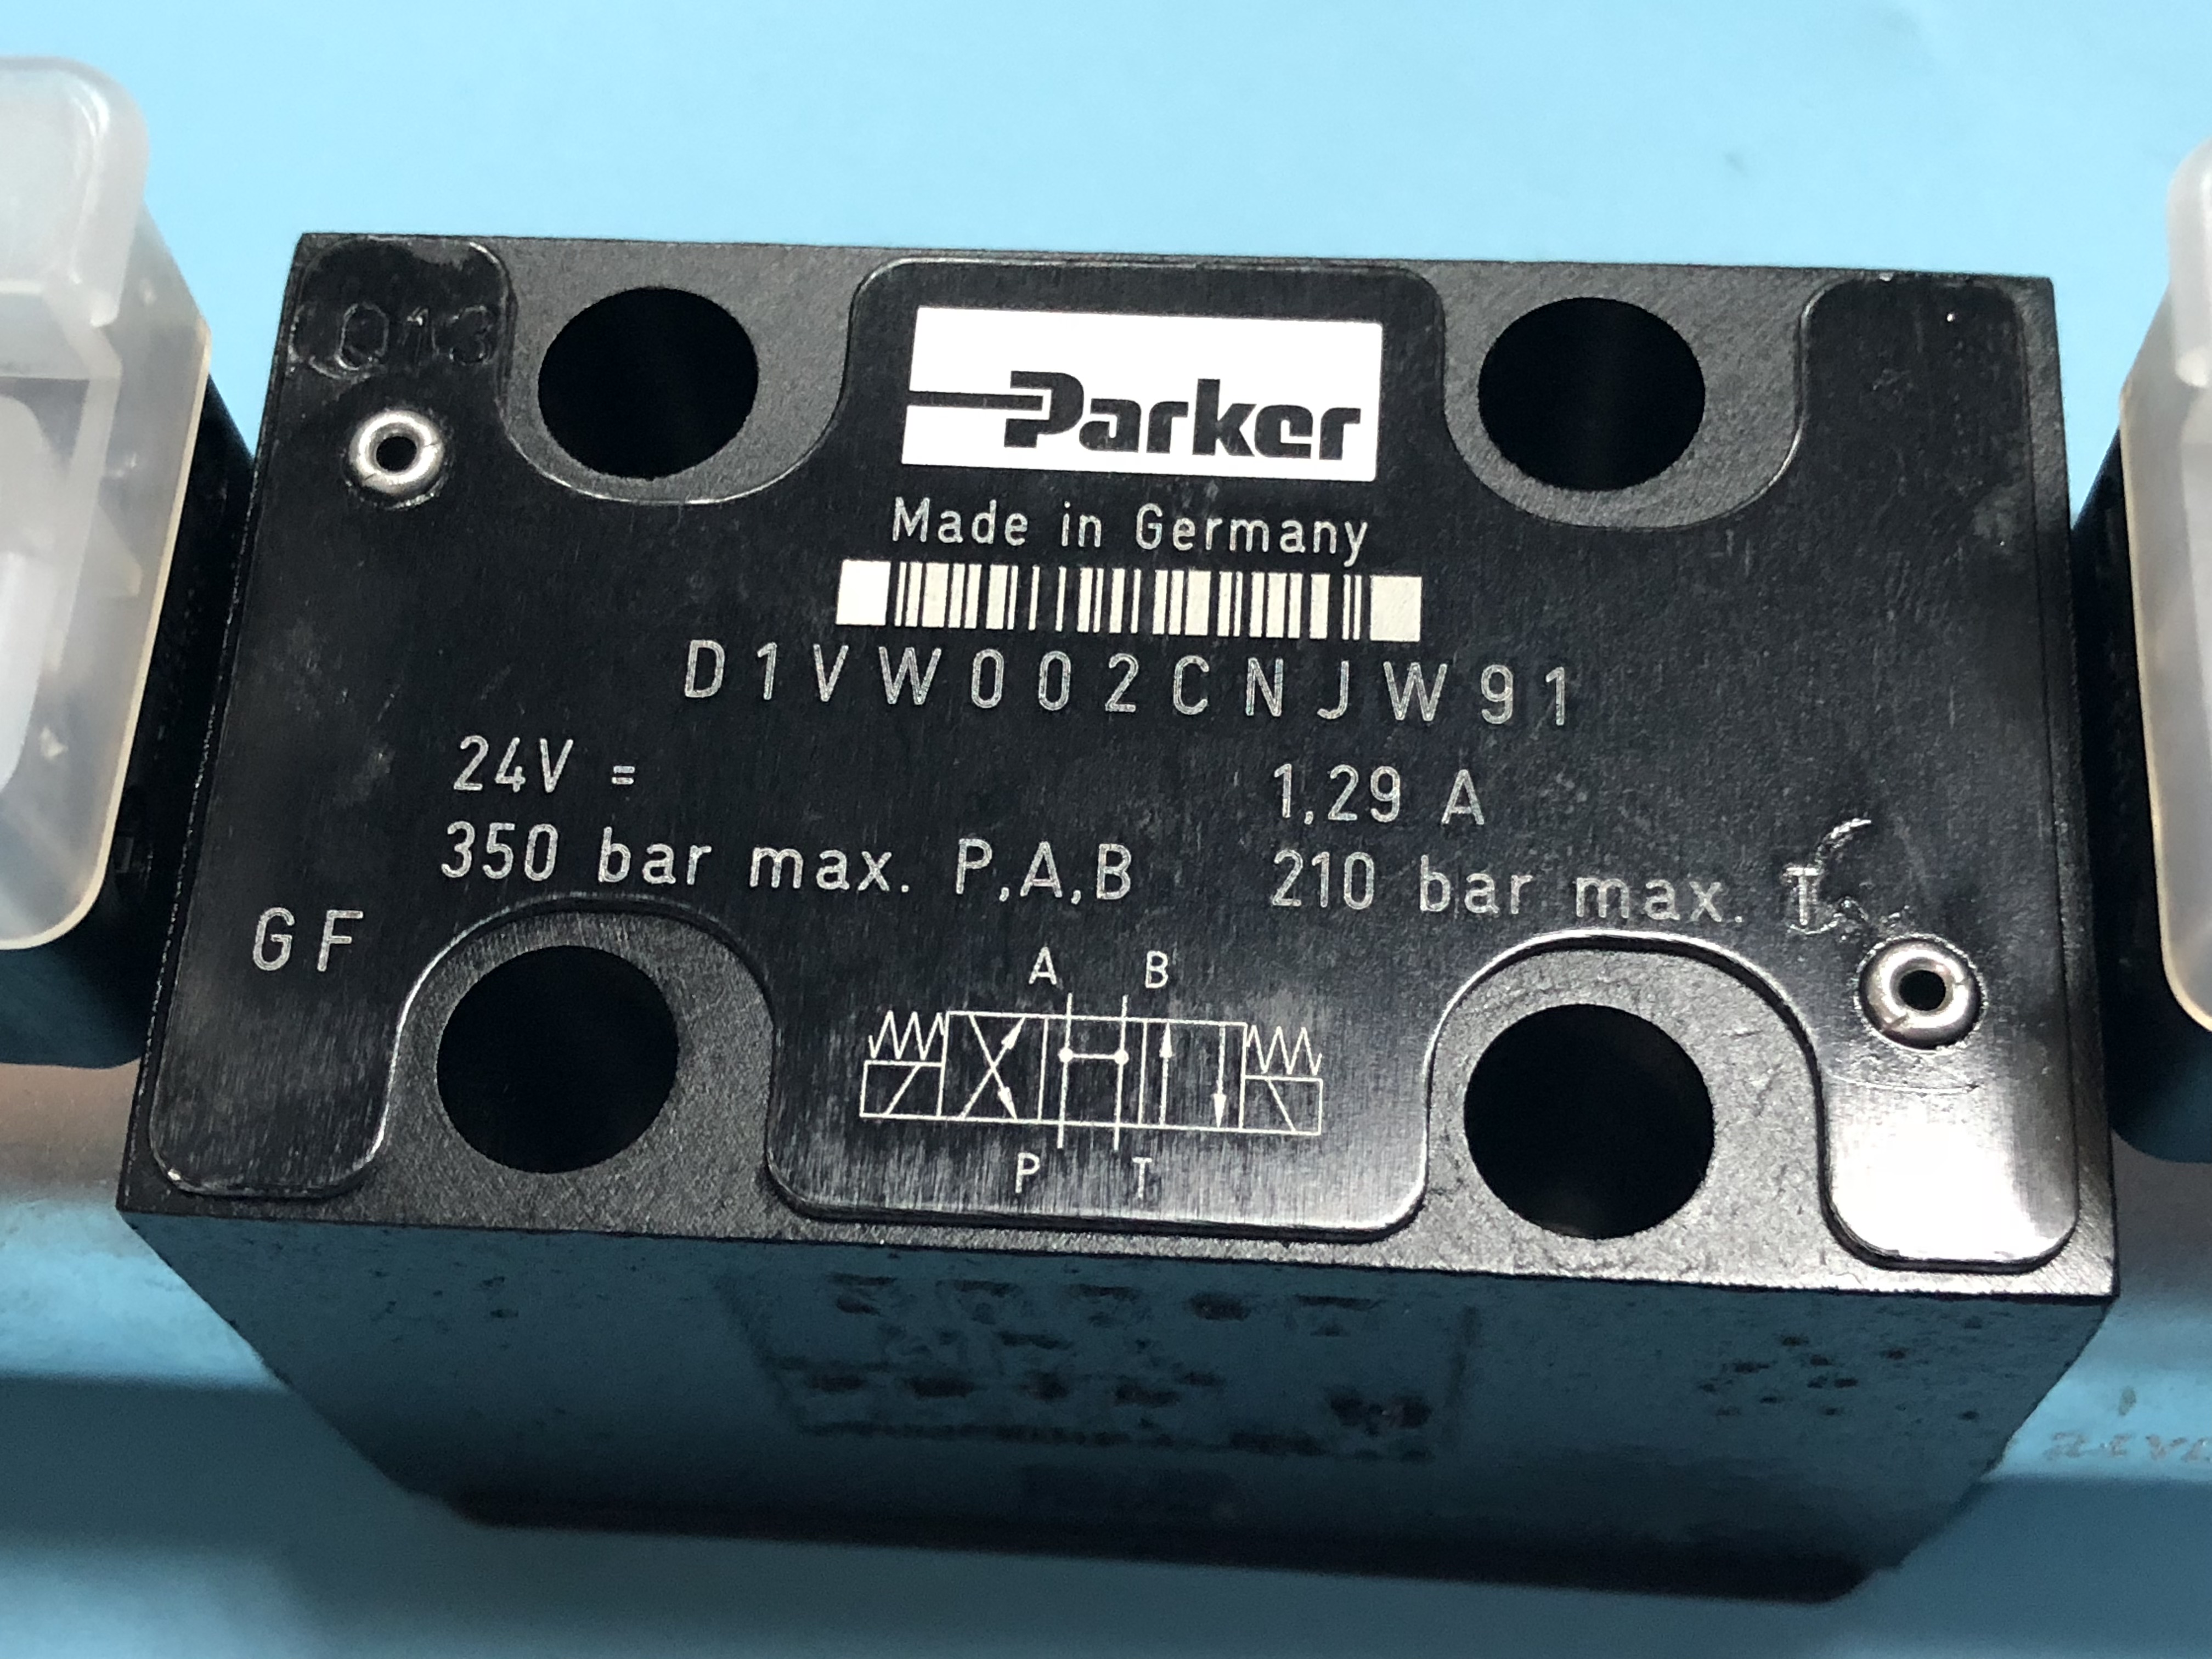 013
Parker
Made in Germany
D1VW002CNJW91
24V =
1,29 A
350 bar max. P,A,B
210 bar max. T
GF
A B
P T